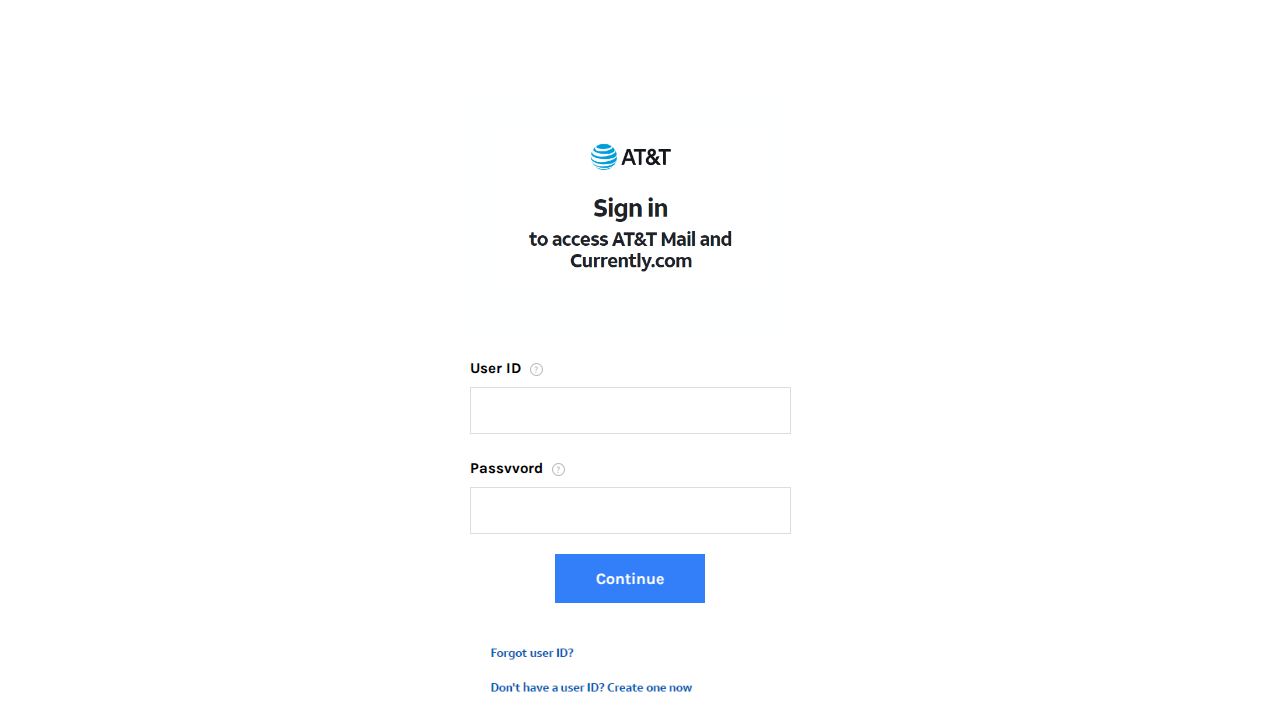 AT&T
Sign in
to access AT&T Mail and
Currently.com
User ID ?
Passvvord ?
Continue
Forgot user ID?
Don't have a user ID? Create one now